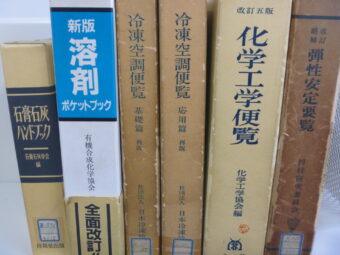 石膏石灰
ハンドブック
石膏石灰学会
編
新版
溶剤
ポケットブック
有機合成化学協会
全面改訂
冷凍空調便覧
基礎篇
冷凍空調便覧
応用篇
改訂五版
化学工学便覧
化学工学協会編
改訂
弾性安定要覧